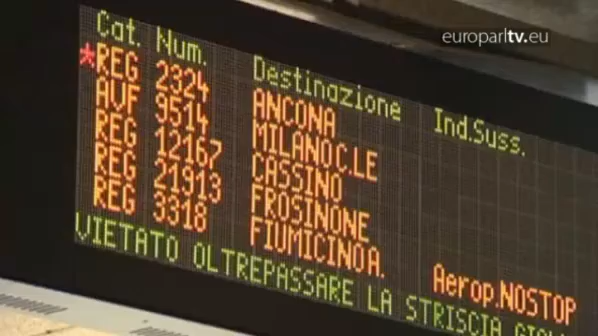 europarltv.eu
Cat. Num. Destinazione Ind.Suss.
*REG 2324 ANCONA
AVF 9514 MILANO C.LE
REG 12167 CASSINO
REG 21913 FROSINONE
REG 3318 FIUMICINO A. Aerop.NOSTOP
VIETATO OLTREPASSARE LA STRISCIA